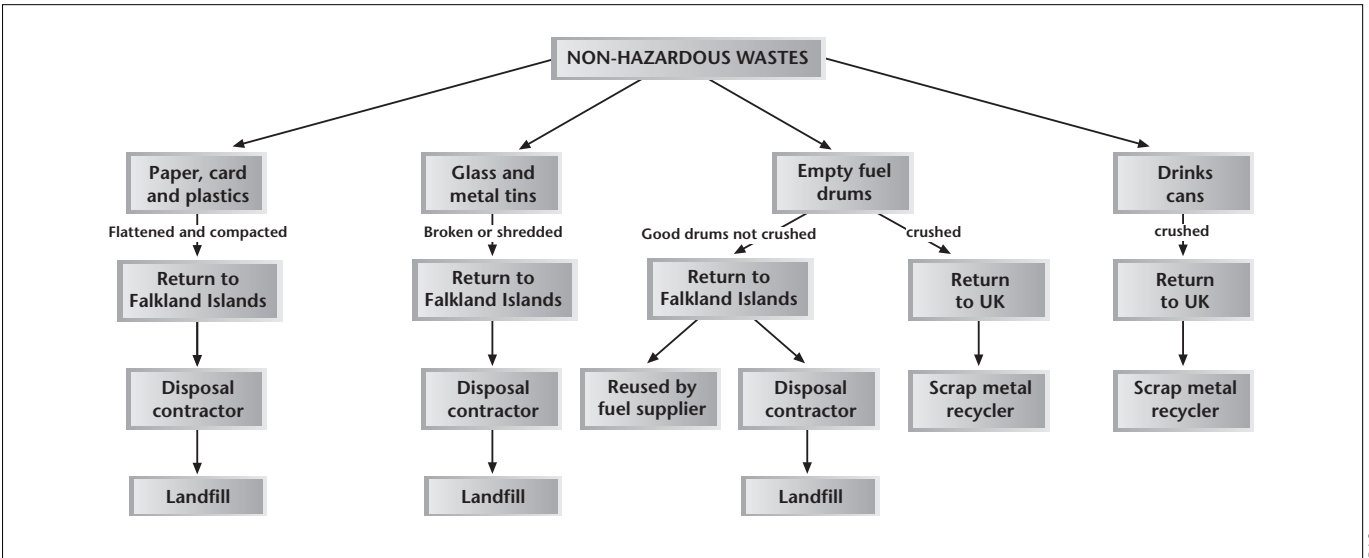 NON-HAZARDOUS WASTES
Paper, card
and plastics
Glass and
metal tins
Empty fuel
drums
Drinks
cans
Flattened and compacted
Broken or shredded
Good drums not crushed
crushed
crushed
Return to
Falkland Islands
Return to
Falkland Islands
Return to
Falkland Islands
Return
to UK
Return
to UK
Disposal
contractor
Disposal
contractor
Reused by
fuel supplier
Disposal
contractor
Scrap metal
recycler
Scrap metal
recycler
Landfill
Landfill
Landfill